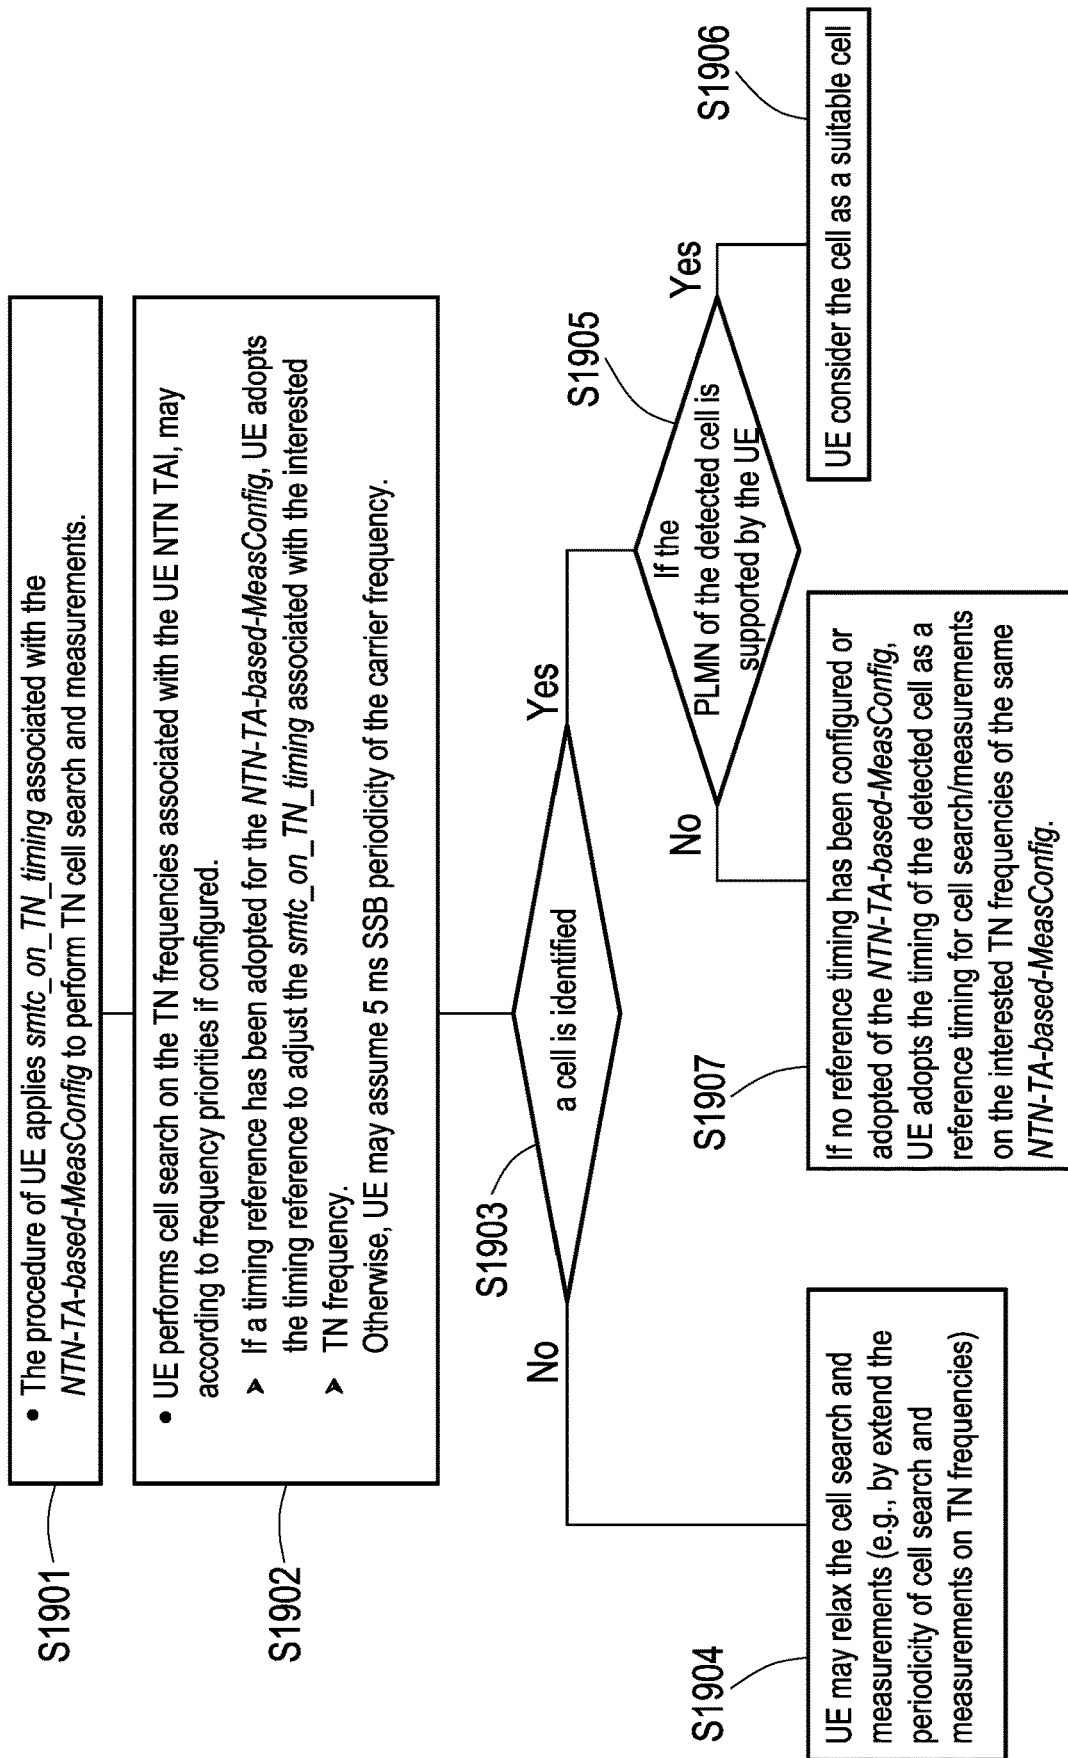 S1901
• The procedure of UE applies smtc_on_TN_timing associated with the
NTN-TA-based-MeasConfig to perform TN cell search and measurements.
S1902
• UE performs cell search on the TN frequencies associated with the UE NTN TAI, may
according to frequency priorities if configured.
➤ If a timing reference has been adopted for the NTN-TA-based-MeasConfig, UE adopts
the timing reference to adjust the smtc_on_TN_timing associated with the interested
➤ TN frequency.
Otherwise, UE may assume 5 ms SSB periodicity of the carrier frequency.
S1903
a cell is identified
No
Yes
S1904
UE may relax the cell search and
measurements (e.g., by extend the
periodicity of cell search and
measurements on TN frequencies)
S1905
If the
PLMN of the detected cell is
supported by the UE
No
Yes
S1907
If no reference timing has been configured or
adopted of the NTN-TA-based-MeasConfig,
UE adopts the timing of the detected cell as a
reference timing for cell search/measurements
on the interested TN frequencies of the same
NTN-TA-based-MeasConfig.
S1906
UE consider the cell as a suitable cell